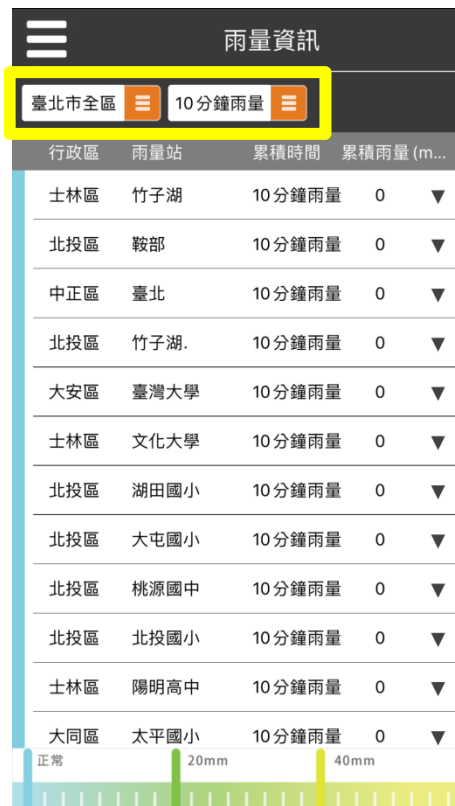 雨量資訊
臺北市全區 10分鐘雨量
行政區 雨量站 累積時間 累積雨量(m...
士林區 竹子湖 10分鐘雨量 0 ▼
北投區 鞍部 10分鐘雨量 0 ▼
中正區 臺北 10分鐘雨量 0 ▼
北投區 竹子湖. 10分鐘雨量 0 ▼
大安區 臺灣大學 10分鐘雨量 0 ▼
士林區 文化大學 10分鐘雨量 0 ▼
北投區 湖田國小 10分鐘雨量 0 ▼
北投區 大屯國小 10分鐘雨量 0 ▼
北投區 桃源國中 10分鐘雨量 0 ▼
北投區 北投國小 10分鐘雨量 0 ▼
士林區 陽明高中 10分鐘雨量 0 ▼
大同區 太平國小 10分鐘雨量 0 ▼
正常 20mm 40mm